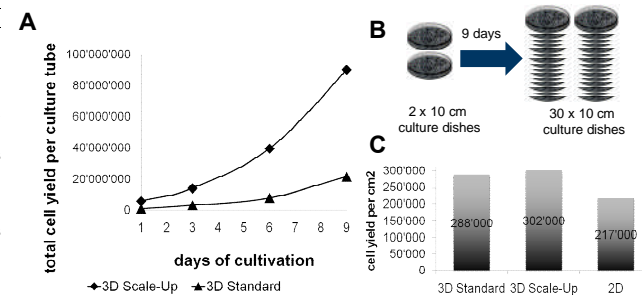 A
total cell yield per culture tube
100'000'000
80'000'000
60'000'000
40'000'000
20'000'000
0
1 2 3 4 5 6 7 8 9
days of cultivation
3D Scale-Up 3D Standard
B
9 days
2 x 10 cm
culture dishes
30 x 10 cm
culture dishes
C
cell yield per cm2
300'000
250'000
200'000
150'000
100'000
50'000
0
288'000
302'000
217'000
3D Standard 3D Scale-Up 2D